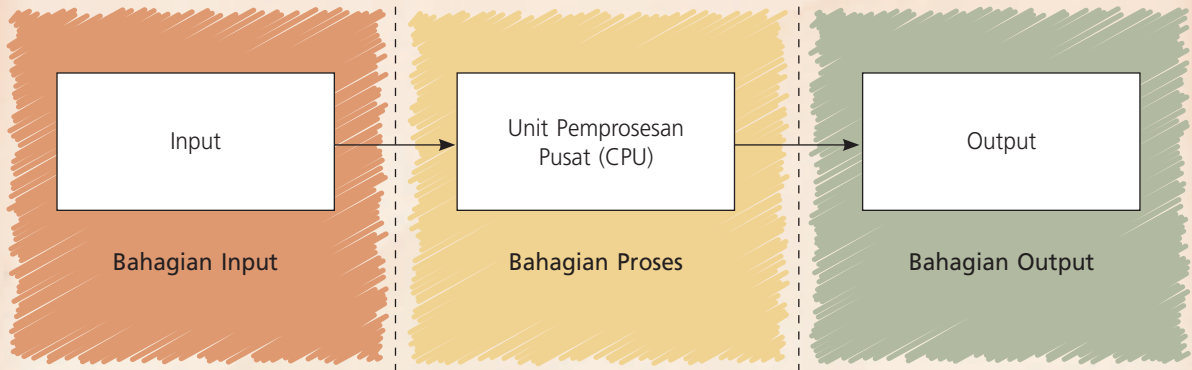 Input
Unit Pemprosesan
Pusat (CPU)
Output
Bahagian Input
Bahagian Proses
Bahagian Output